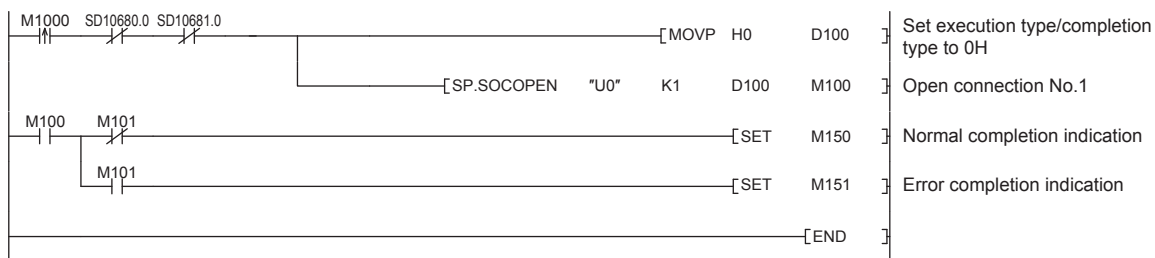 M1000 SD10680.0 SD10681.0
MOVP H0 D100
Set execution type/completion
type to 0H
SP.SOCOPEN "U0" K1 D100 M100
Open connection No.1
M100 M101
SET M150
Normal completion indication
M101
SET M151
Error completion indication
END